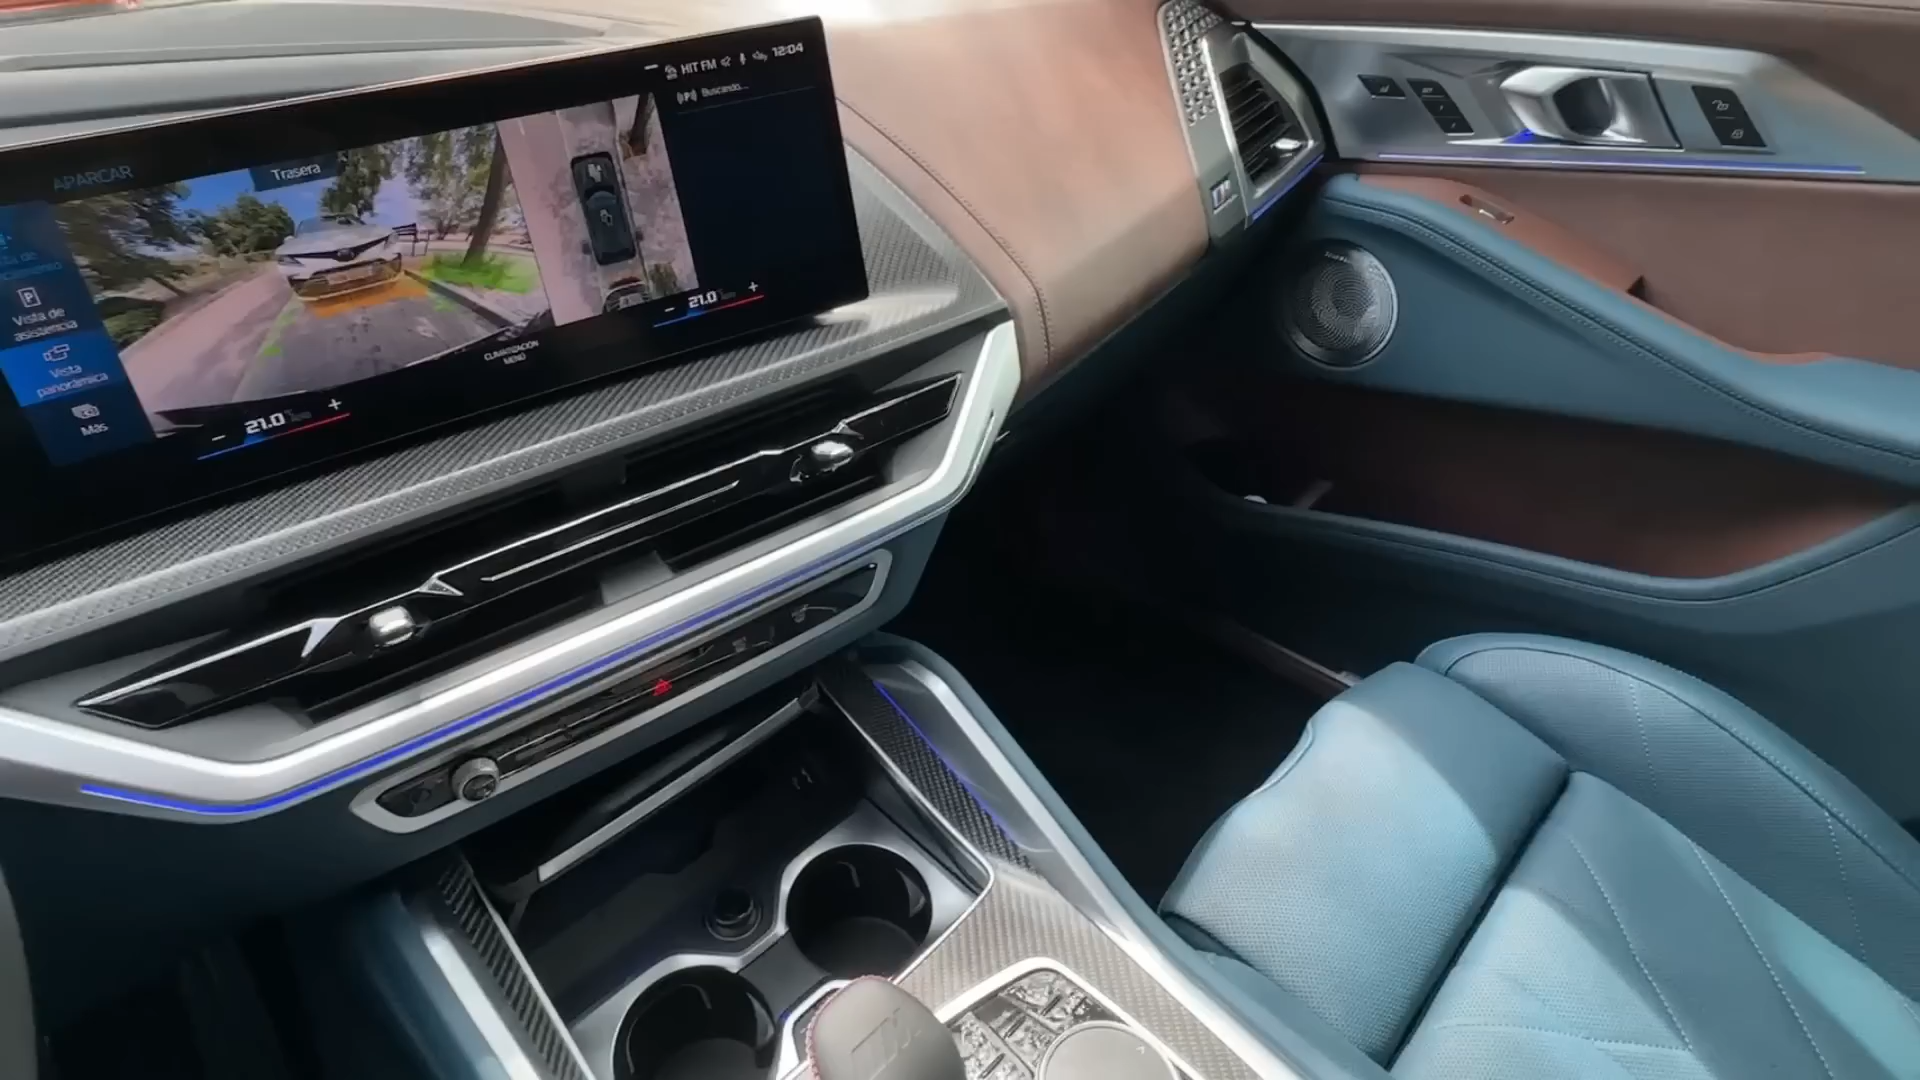 HIT FM 12:04
Buscando...
APARCAR
Trasera
Vista de
asistencia
Vista
panorámica
Más
- 21.0 +
CLIMATIZACIÓN
MENÚ
- 21.0 +